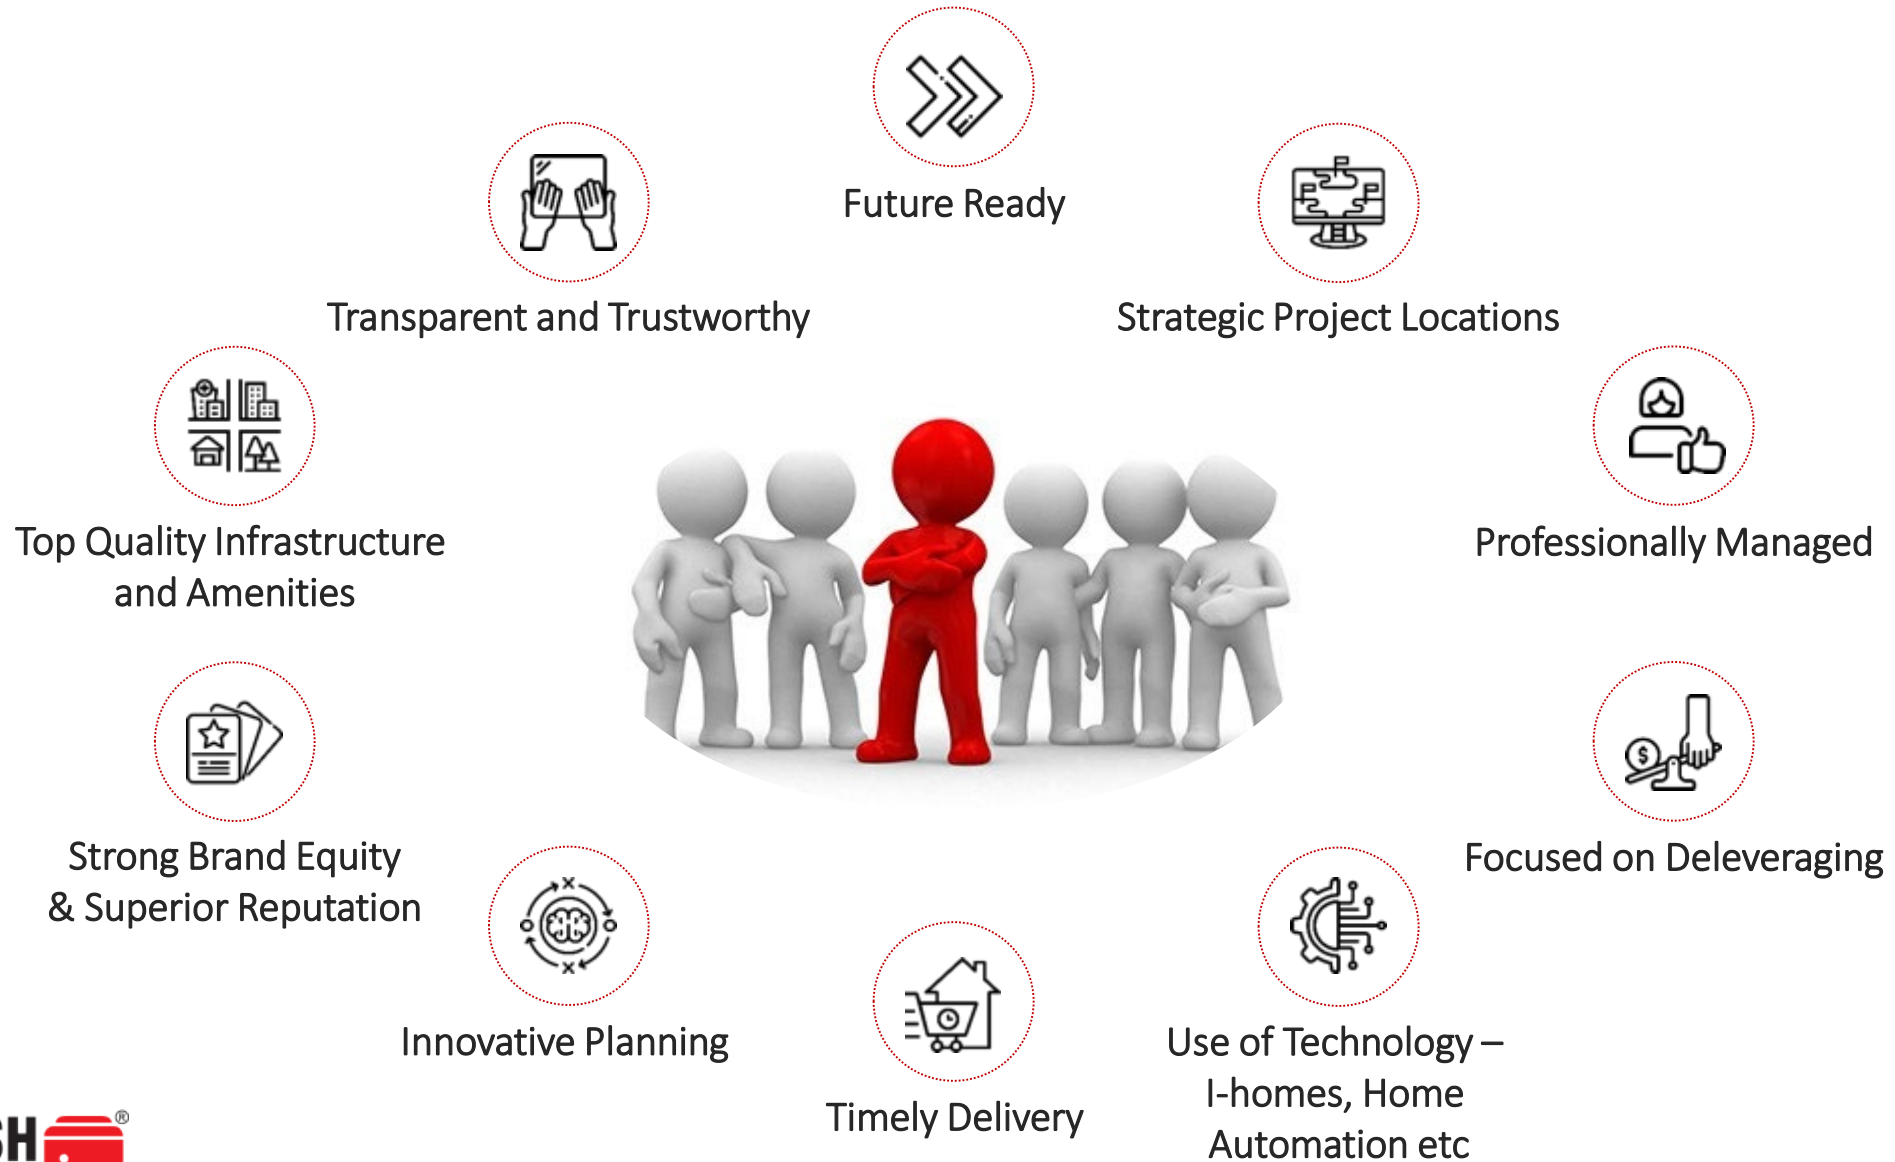 Future Ready
Transparent and Trustworthy
Strategic Project Locations
Top Quality Infrastructure
and Amenities
Professionally Managed
Strong Brand Equity
& Superior Reputation
Focused on Deleveraging
Innovative Planning
Timely Delivery
Use of Technology –
I-homes, Home
Automation etc
$
®